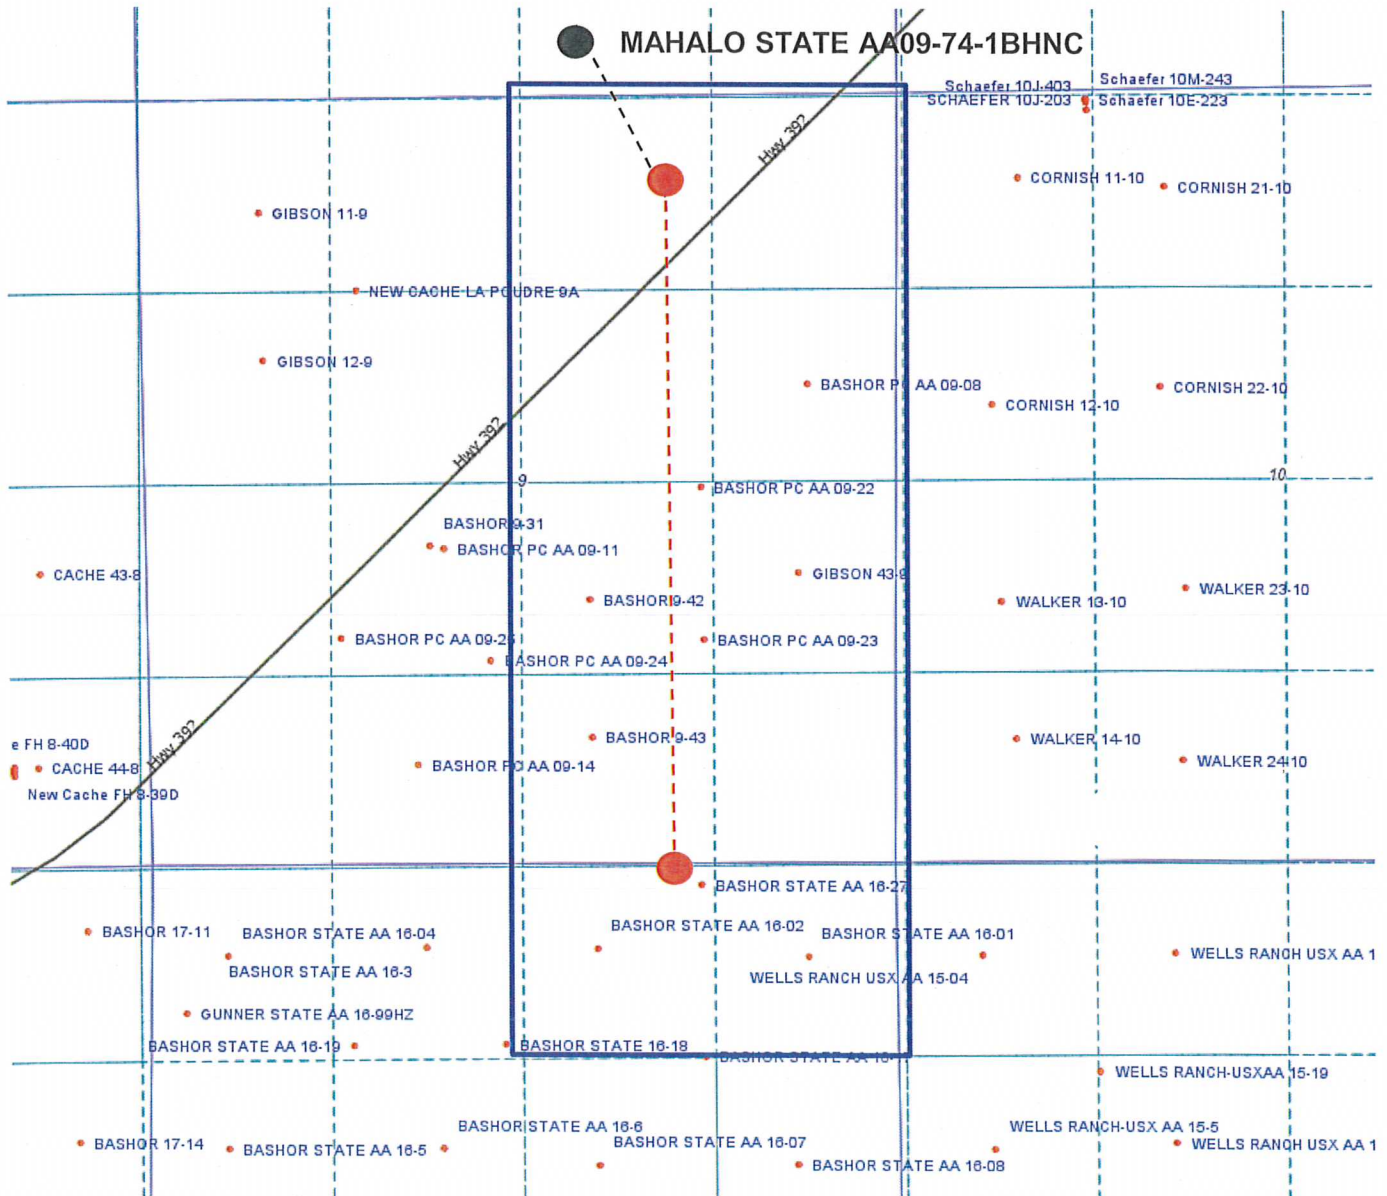 MAHALO STATE AA09-74-1BHNC
Schaefer 10J-403
Schaefer 10M-243
SCHAEFER 10J-203
Schaefer 10E-223
Hwy 392
CORNISH 11-10
CORNISH 21-10
GIBSON 11-9
NEW CACHE LA POUDRE 9A
GIBSON 12-9
BASHOR PC AA 09-08
CORNISH 22-10
CORNISH 12-10
Hwy 392
9
10
BASHOR PC AA 09-22
BASHOR 9-31
BASHOR PC AA 09-11
CACHE 43-8
GIBSON 43-9
BASHOR 9-42
WALKER 13-10
WALKER 23-10
BASHOR PC AA 09-25
BASHOR PC AA 09-23
BASHOR PC AA 09-24
Hwy 392
e FH 8-40D
BASHOR 9-43
WALKER 14-10
CACHE 44-8
BASHOR PC AA 09-14
WALKER 24-10
New Cache FH 8-39D
BASHOR STATE AA 16-27
BASHOR 17-11
BASHOR STATE AA 16-04
BASHOR STATE AA 16-02
BASHOR STATE AA 16-01
WELLS RANCH USX AA 1
BASHOR STATE AA 16-3
WELLS RANCH USX AA 15-04
GUNNER STATE AA 16-99HZ
BASHOR STATE AA 16-19
BASHOR STATE 16-18
BASHOR STATE AA 16-
WELLS RANCH-USXAA 15-19
BASHOR STATE AA 16-6
WELLS RANCH-USX AA 15-5
BASHOR 17-14
BASHOR STATE AA 16-5
BASHOR STATE AA 16-07
WELLS RANCH USX AA 1
BASHOR STATE AA 16-08